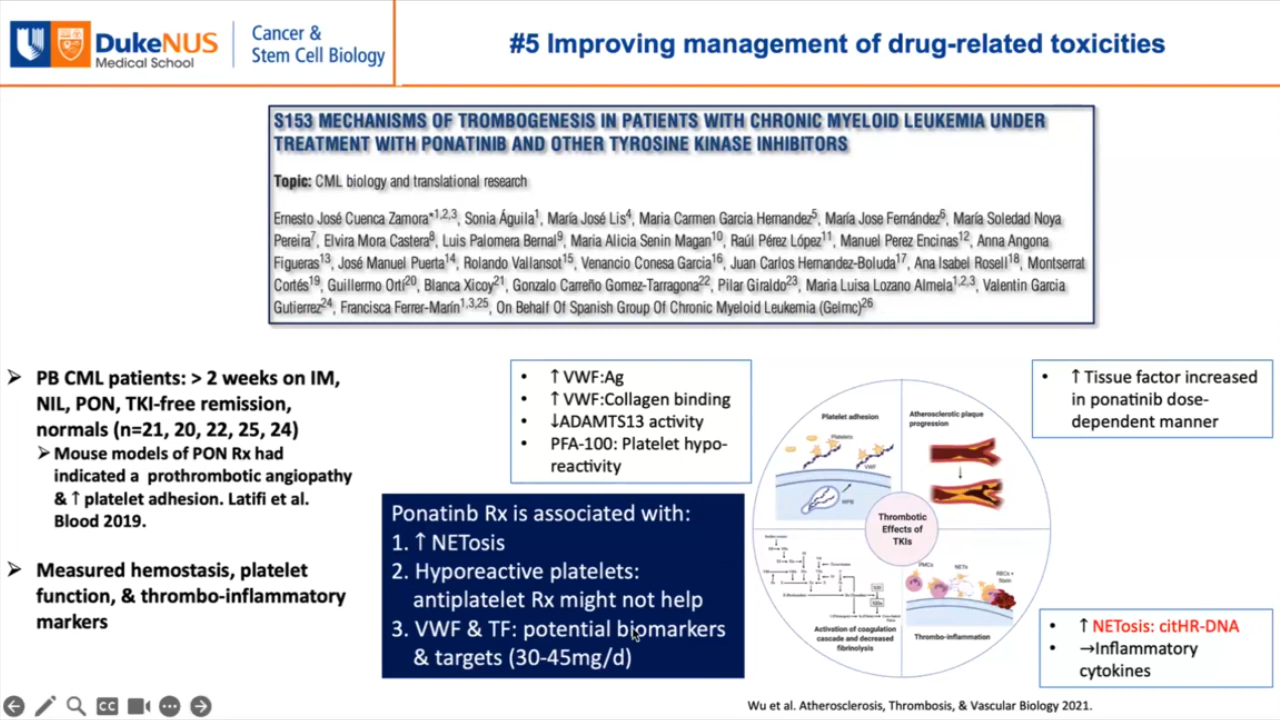 DukeNUS
Medical School
Cancer &
Stem Cell Biology
#5 Improving management of drug-related toxicities
S153 MECHANISMS OF TROMBOGENESIS IN PATIENTS WITH CHRONIC MYELOID LEUKEMIA UNDER
TREATMENT WITH PONATINIB AND OTHER TYROSINE KINASE INHIBITORS
Topic: CML biology and translational research
Ernesto José Cuenca Zamora*1,2,3, Sonia Águila1, María José Lis4, Maria Carmen Garcia Hernandez5, María Jose Fernández6, María Soledad Noya
Pereira7, Elvira Mora Castera8, Luis Palomera Bernal9, Maria Alicia Senin Magan10, Raúl Pérez López11, Manuel Perez Encinas12, Anna Angona
Figueras13, José Manuel Puerta14, Rolando Vallansot15, Venancio Conesa Garcia16, Juan Carlos Hernandez-Boluda17, Ana Isabel Rosell18, Montserrat
Cortés19, Guillermo Ortí20, Blanca Xicoy21, Gonzalo Carreño Gomez-Tarragona22, Pilar Giraldo23, Maria Luisa Lozano Almela1,2,3, Valentin Garcia
Gutierrez24, Francisca Ferrer-Marín1,3,25, On Behalf Of Spanish Group Of Chronic Myeloid Leukemia (Gelmc)26
➢ PB CML patients: > 2 weeks on IM,
NIL, PON, TKI-free remission,
normals (n=21, 20, 22, 25, 24)
➢ Mouse models of PON Rx had
indicated a prothrombotic angiopathy
& ↑ platelet adhesion. Latifi et al.
Blood 2019.
➢ Measured hemostasis, platelet
function, & thrombo-inflammatory
markers
• ↑ VWF:Ag
• ↑ VWF:Collagen binding
• ↓ADAMTS13 activity
• PFA-100: Platelet hypo-
reactivity
Ponatinb Rx is associated with:
1. ↑ NETosis
2. Hyporeactive platelets:
antiplatelet Rx might not help
3. VWF & TF: potential biomarkers
& targets (30-45mg/d)
Platelet adhesion
Platelets
VWF
WPB
Atherosclerotic plaque
progression
Thrombotic
Effects of
TKIs
Activation of coagulation
cascade and decreased
fibrinolysis
PMCs
NETs
RBCs +
fibrin
Thrombo-inflammation
• ↑ Tissue factor increased
in ponatinib dose-
dependent manner
• ↑ NETosis: citHR-DNA
• →Inflammatory
cytokines
Wu et al. Atherosclerosis, Thrombosis, & Vascular Biology 2021.
CC